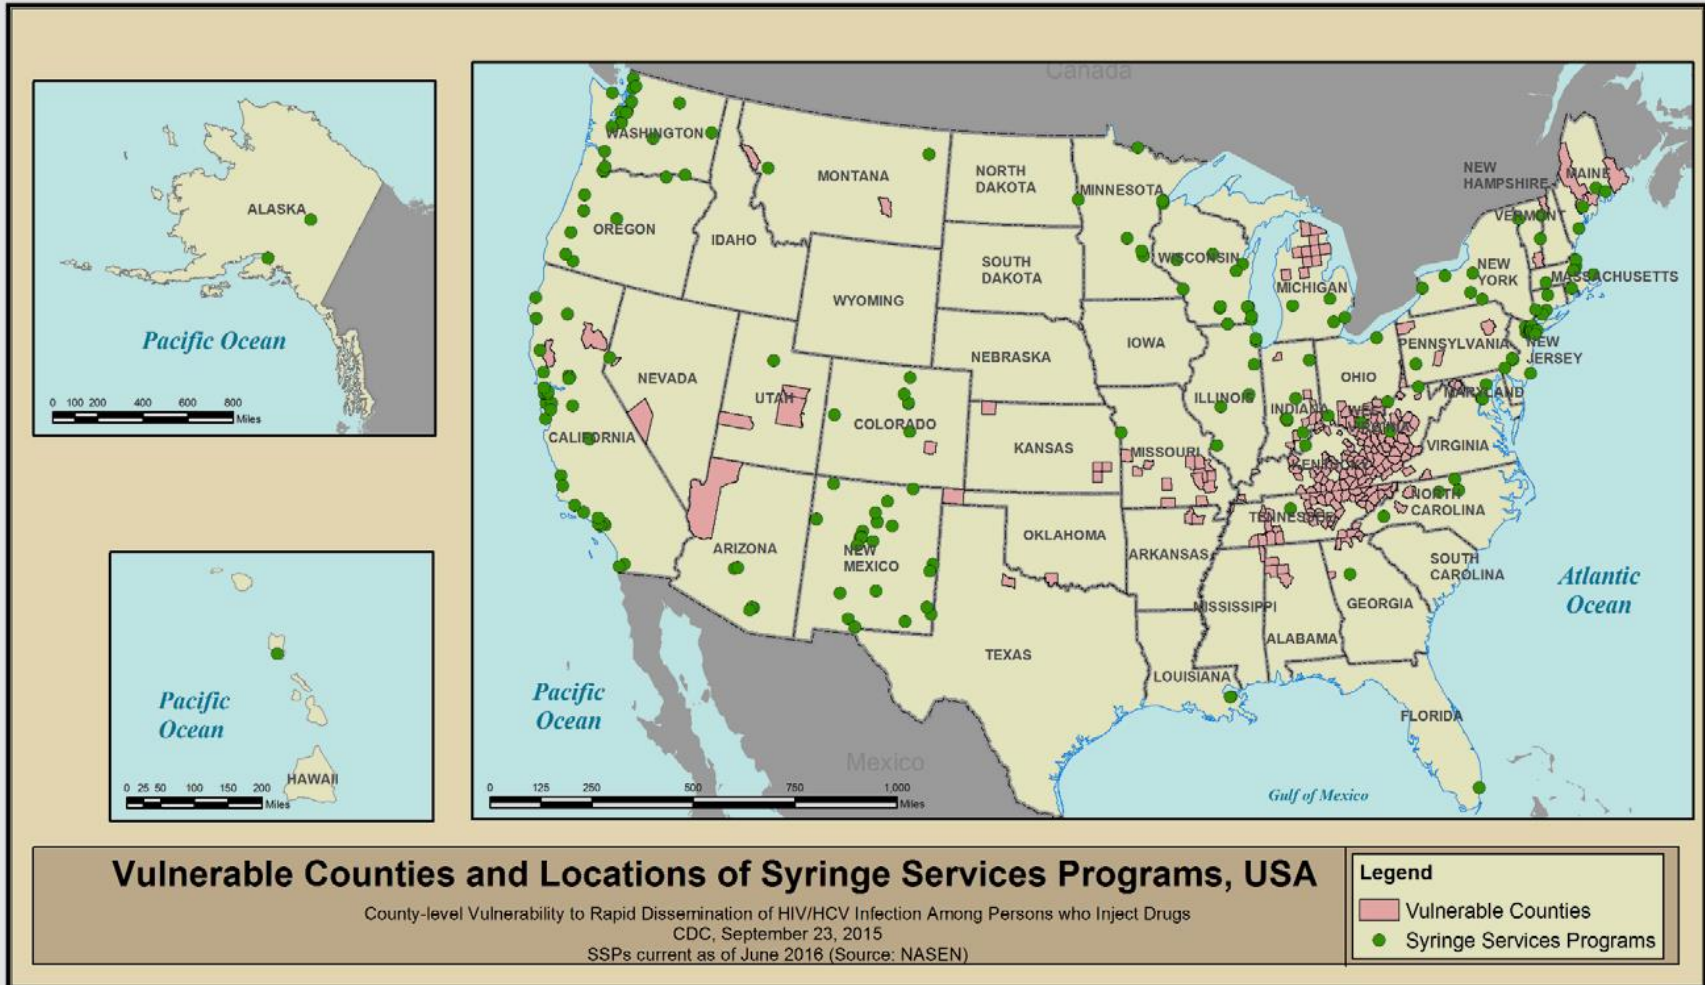 Canada
WASHINGTON
MONTANA
NORTH
DAKOTA
MINNESOTA
NEW
HAMPSHIRE
MAINE
VERMONT
ALASKA
OREGON
IDAHO
SOUTH
DAKOTA
WISCONSIN
MICHIGAN
NEW
YORK
MASSACHUSETTS
WYOMING
Pacific Ocean
IOWA
PENNSYLVANIA
NEW
JERSEY
NEBRASKA
NEVADA
UTAH
OHIO
MARYLAND
ILLINOIS
INDIANA
WEST
VIRGINIA
0 100 200 400 600 800
Miles
CALIFORNIA
COLORADO
KANSAS
MISSOURI
KENTUCKY
VIRGINIA
NORTH
CAROLINA
TENNESSEE
OKLAHOMA
ARKANSAS
ARIZONA
NEW
MEXICO
SOUTH
CAROLINA
Atlantic
Ocean
MISSISSIPPI
GEORGIA
ALABAMA
TEXAS
LOUISIANA
FLORIDA
Pacific
Ocean
Pacific
Ocean
Mexico
HAWAII
0 25 50 100 150 200
Miles
0 125 250 500 750 1,000
Miles
Gulf of Mexico
Vulnerable Counties and Locations of Syringe Services Programs, USA
County-level Vulnerability to Rapid Dissemination of HIV/HCV Infection Among Persons who Inject Drugs
CDC, September 23, 2015
SSPs current as of June 2016 (Source: NASEN)
Legend
Vulnerable Counties
Syringe Services Programs